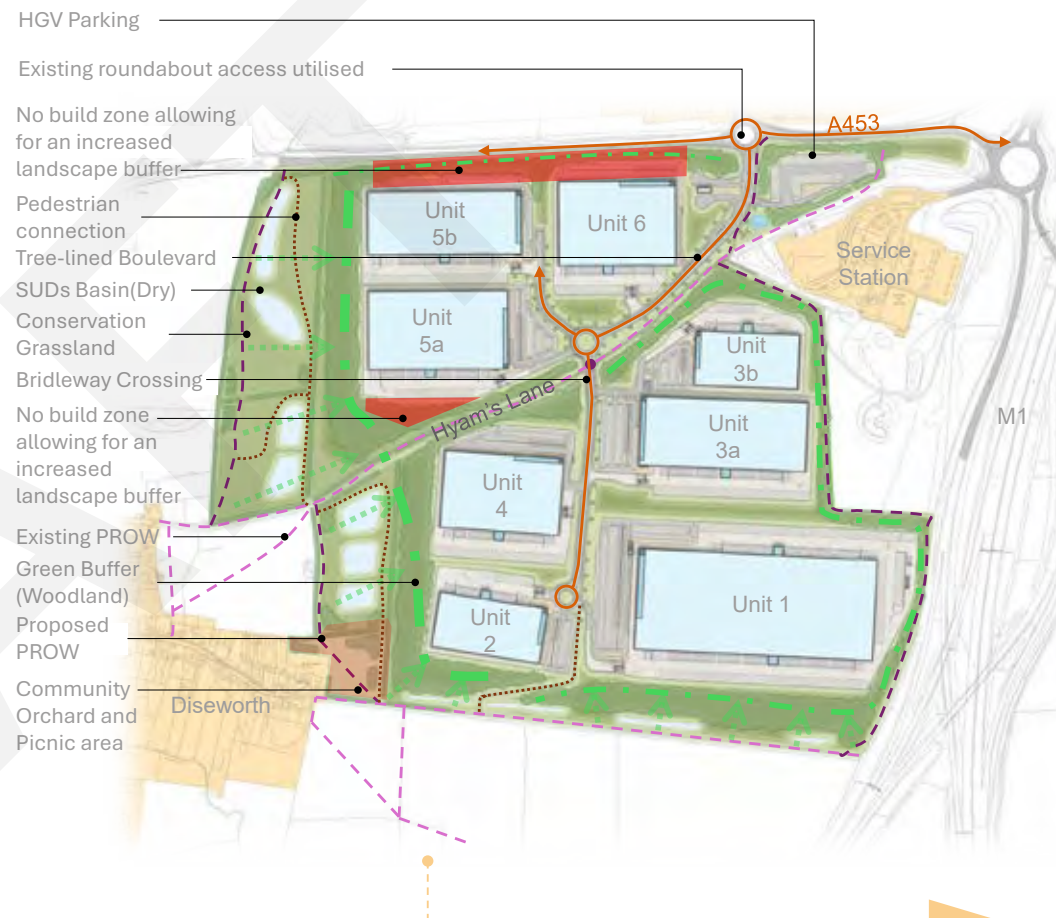 HGV Parking
Existing roundabout access utilised
No build zone allowing
for an increased
landscape buffer
Pedestrian
connection
Tree-lined Boulevard
SUDs Basin(Dry)
Conservation
Grassland
Bridleway Crossing
No build zone
allowing for an
increased
landscape buffer
Existing PROW
Green Buffer
(Woodland)
Proposed
PROW
Community
Orchard and
Picnic area
A453
Unit
5b
Unit 6
Service
Station
Unit
5a
Unit
3b
Hyam's Lane
M1
Unit
3a
Unit
4
Unit 1
Unit
2
Diseworth